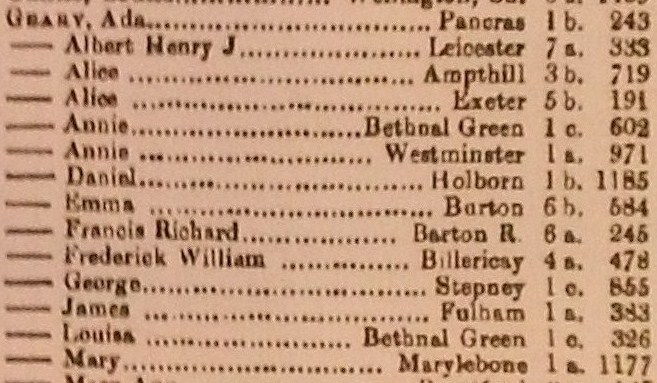 GEARY, Ada.............................. Pancras 1 b. 243
— Albert Henry J................... Leicester 7 a. 333
— Alice .............................. Ampthill 3 b. 719
— Alice ................................ Exeter 5 b. 191
— Annie........................Bethnal Green 1 c. 602
— Annie ........................ Westminster 1 a. 971
— Daniel............................. Holborn 1 b. 1185
— Emma .............................. Burton 6 b. 584
— Francis Richard................ Barton R. 6 a. 245
— Frederick William ............. Billericay 4 a. 478
— George............................. Stepney 1 c. 855
— James ............................ Fulham 1 a. 383
— Louisa ........................ Bethnal Green 1 c. 326
— Mary............................ Marylebone 1 a. 1177